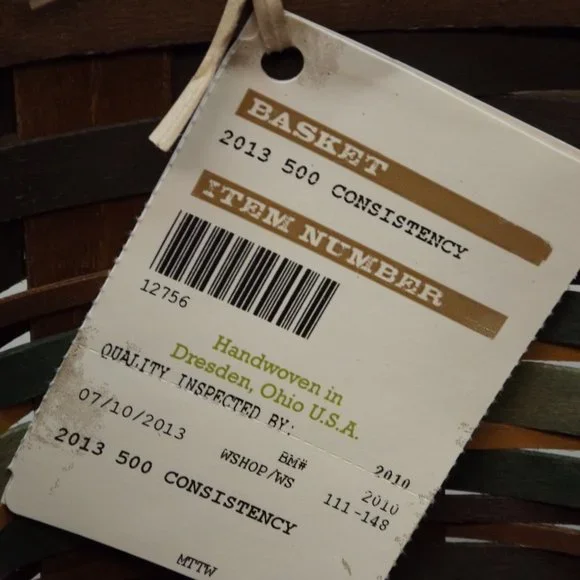 BASKET
2013 500 CONSISTENCY
ITEM NUMBER
12756
Handwoven in
Dresden, Ohio U.S.A.
QUALITY INSPECTED BY:
07/10/2013 BM# 2010
WSHOP/WS 2010
2013 500 CONSISTENCY 111-148
MTTW